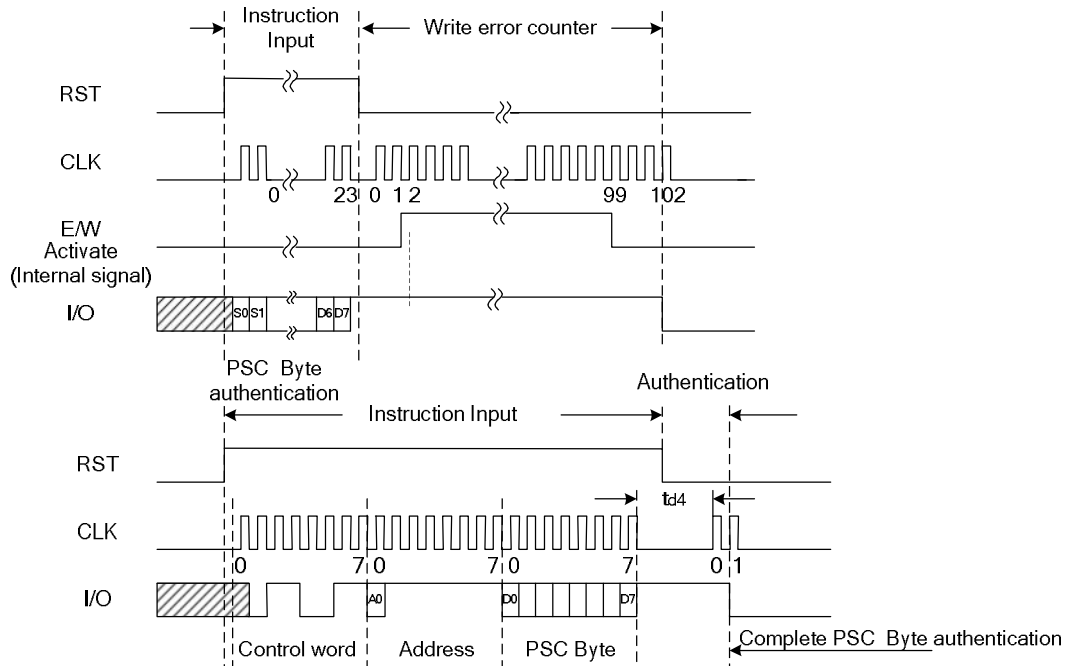 Instruction
Input
Write error counter
RST
CLK
0 23 0 1 2 99 102
E/W
Activate
(Internal signal)
I/O
S0 S1 D6 D7
PSC Byte
authentication
Authentication
Instruction Input
RST
td4
CLK
0 7 0 7 0 7 0 1
I/O
A0 D0 D7
Control word Address PSC Byte
Complete PSC Byte authentication